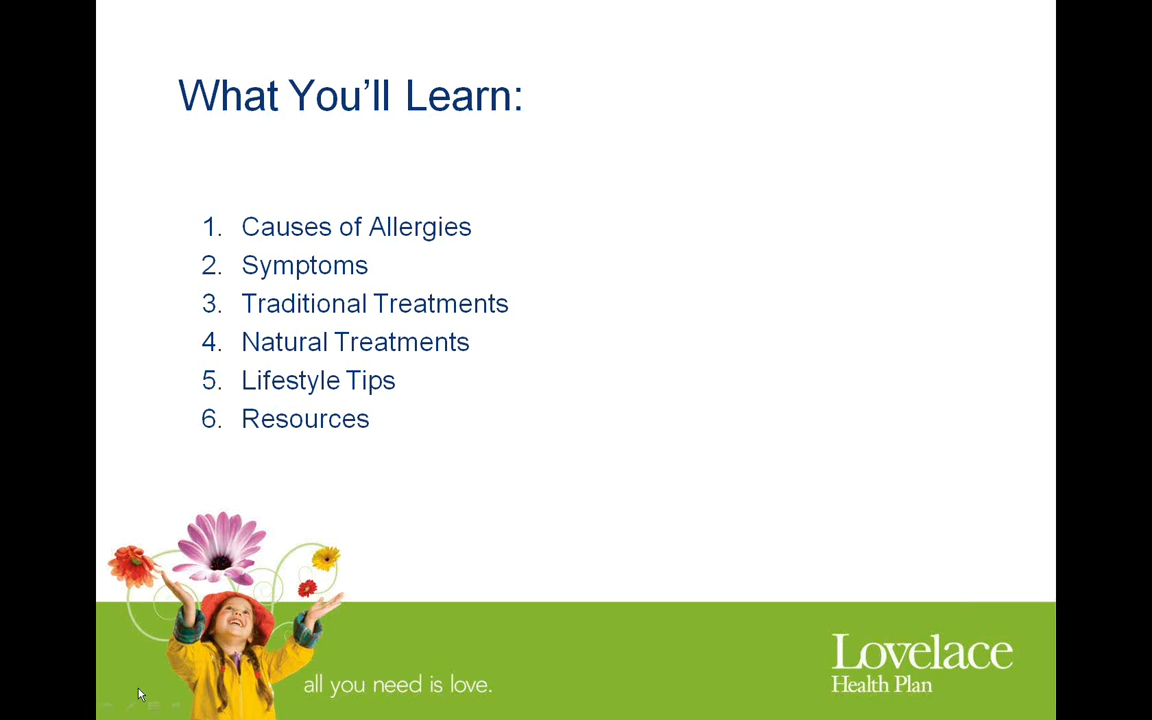 What You'll Learn:
1. Causes of Allergies
2. Symptoms
3. Traditional Treatments
4. Natural Treatments
5. Lifestyle Tips
6. Resources
all you need is love.
Lovelace
Health Plan